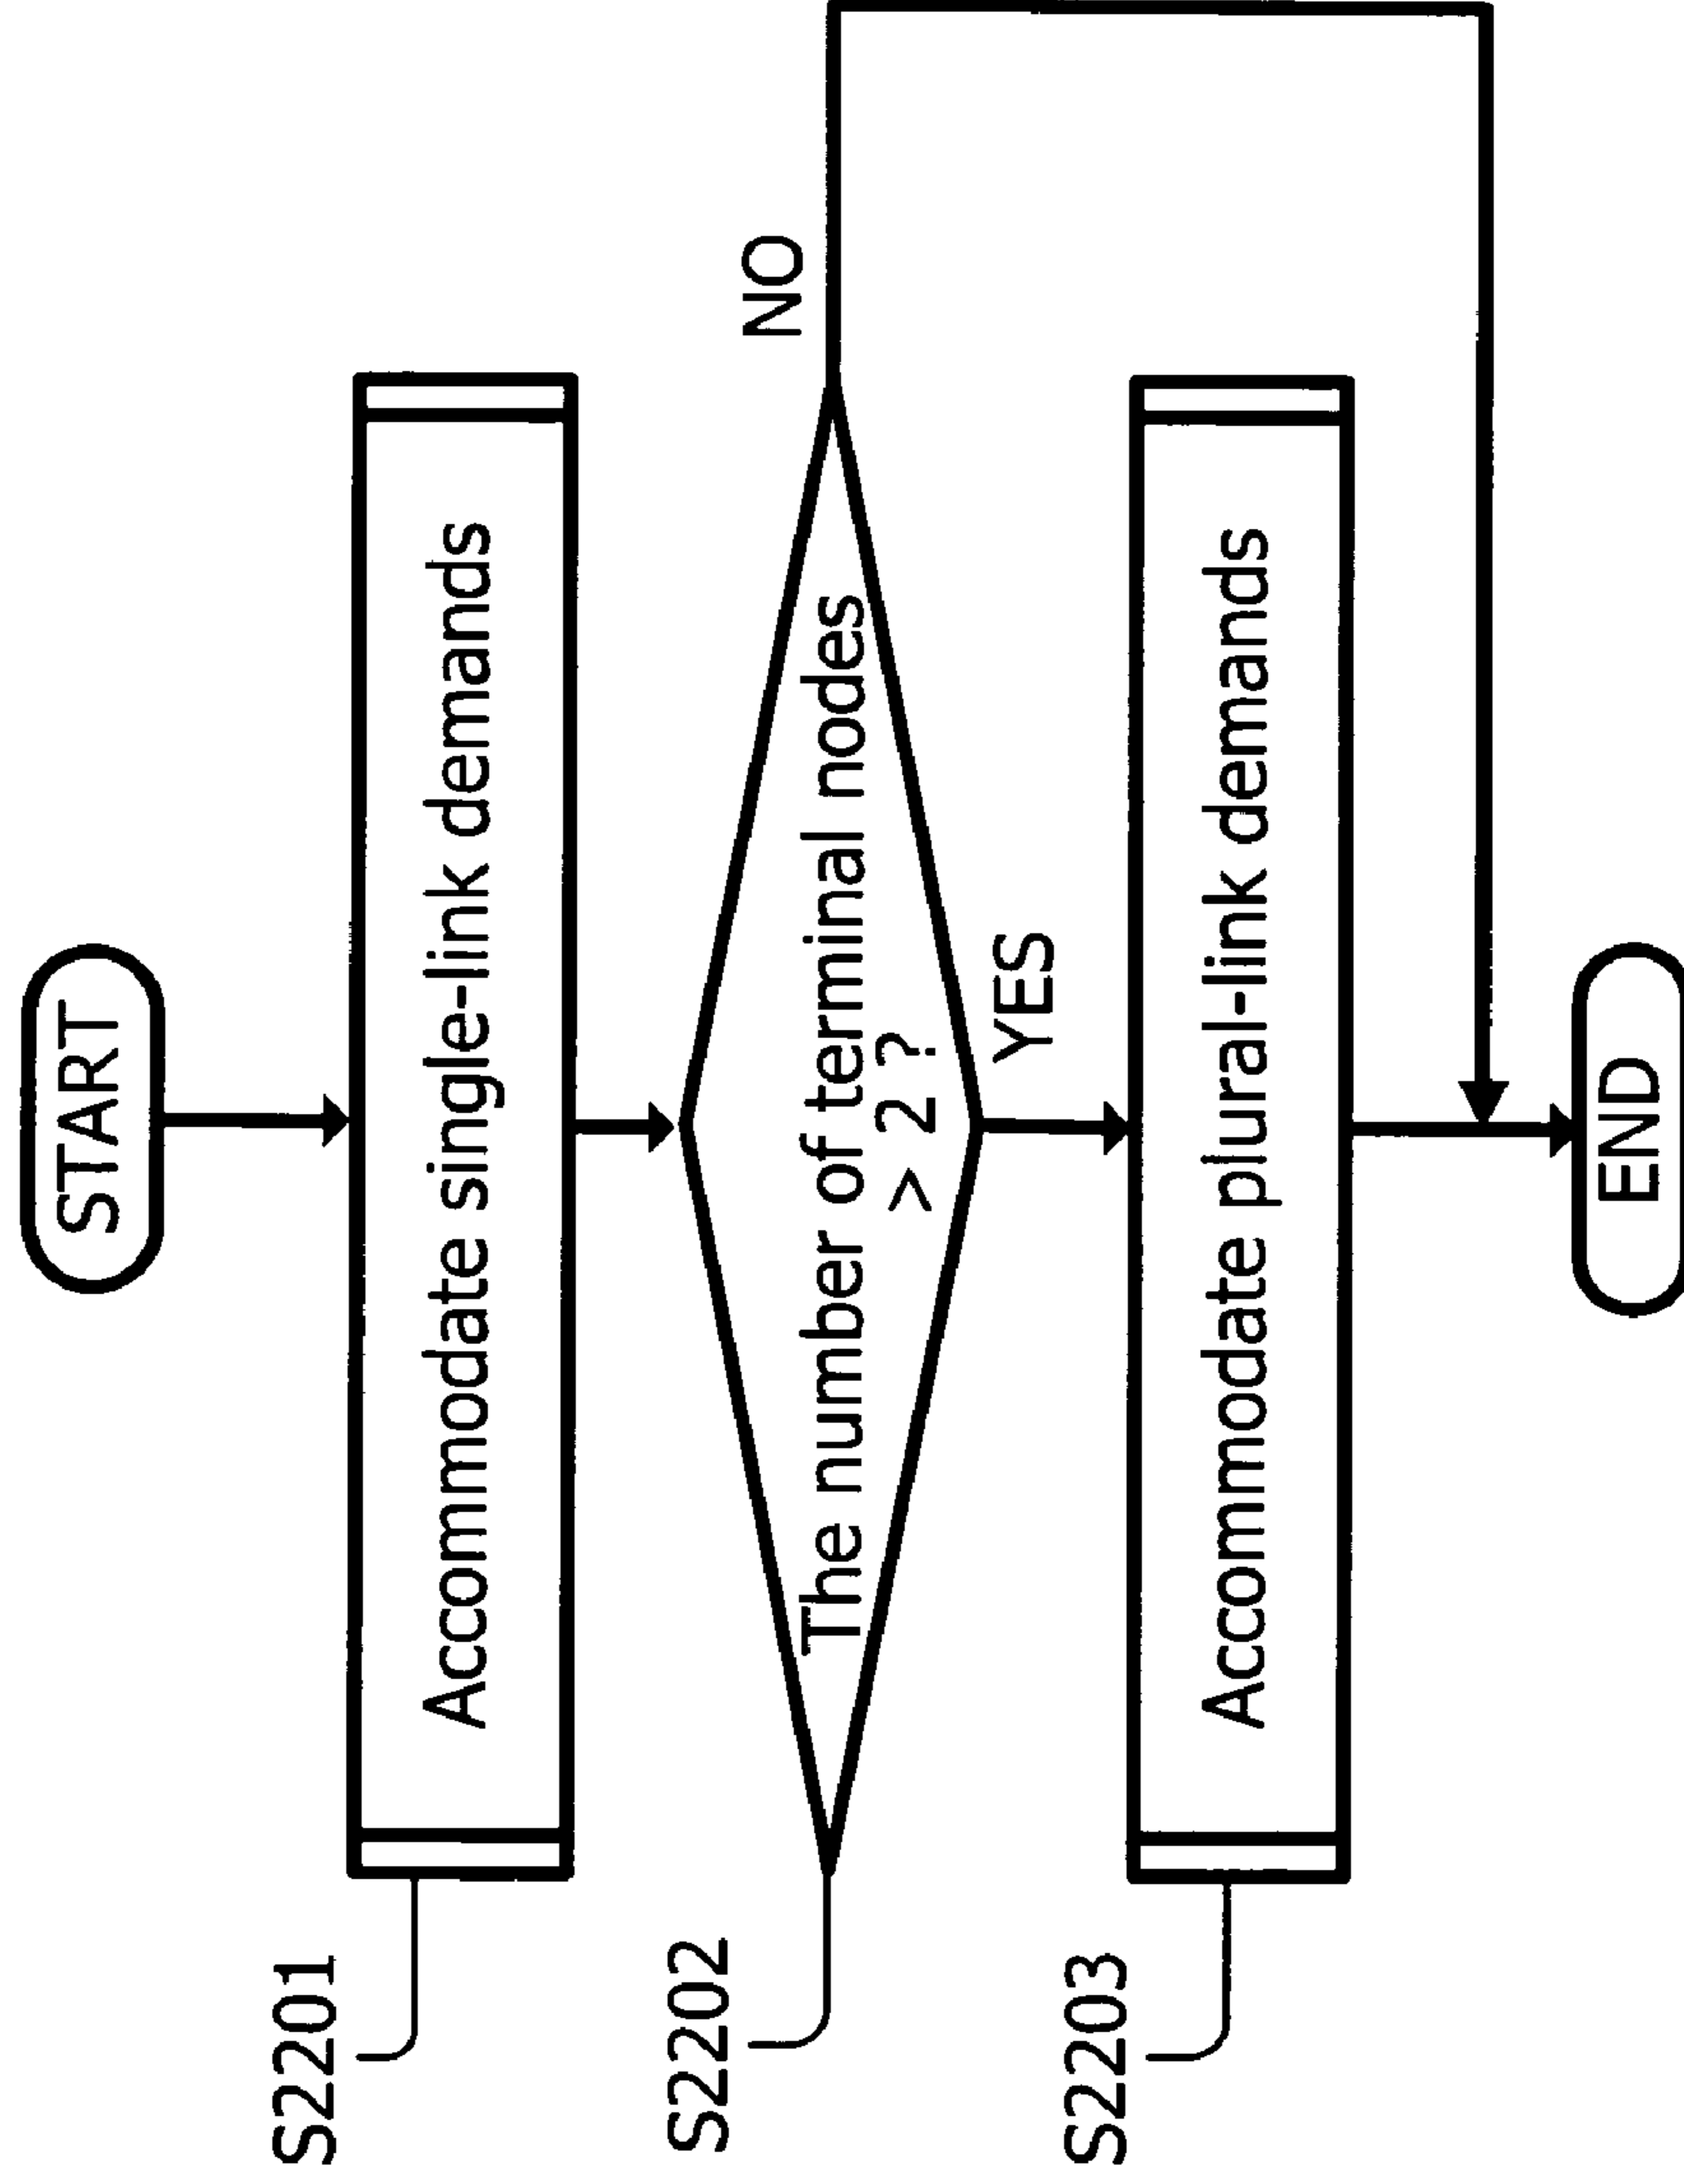 START
S2201
Accommodate single-link demands
S2202
The number of terminal nodes
> 2 ?
NO
YES
S2203
Accommodate plural-link demands
END